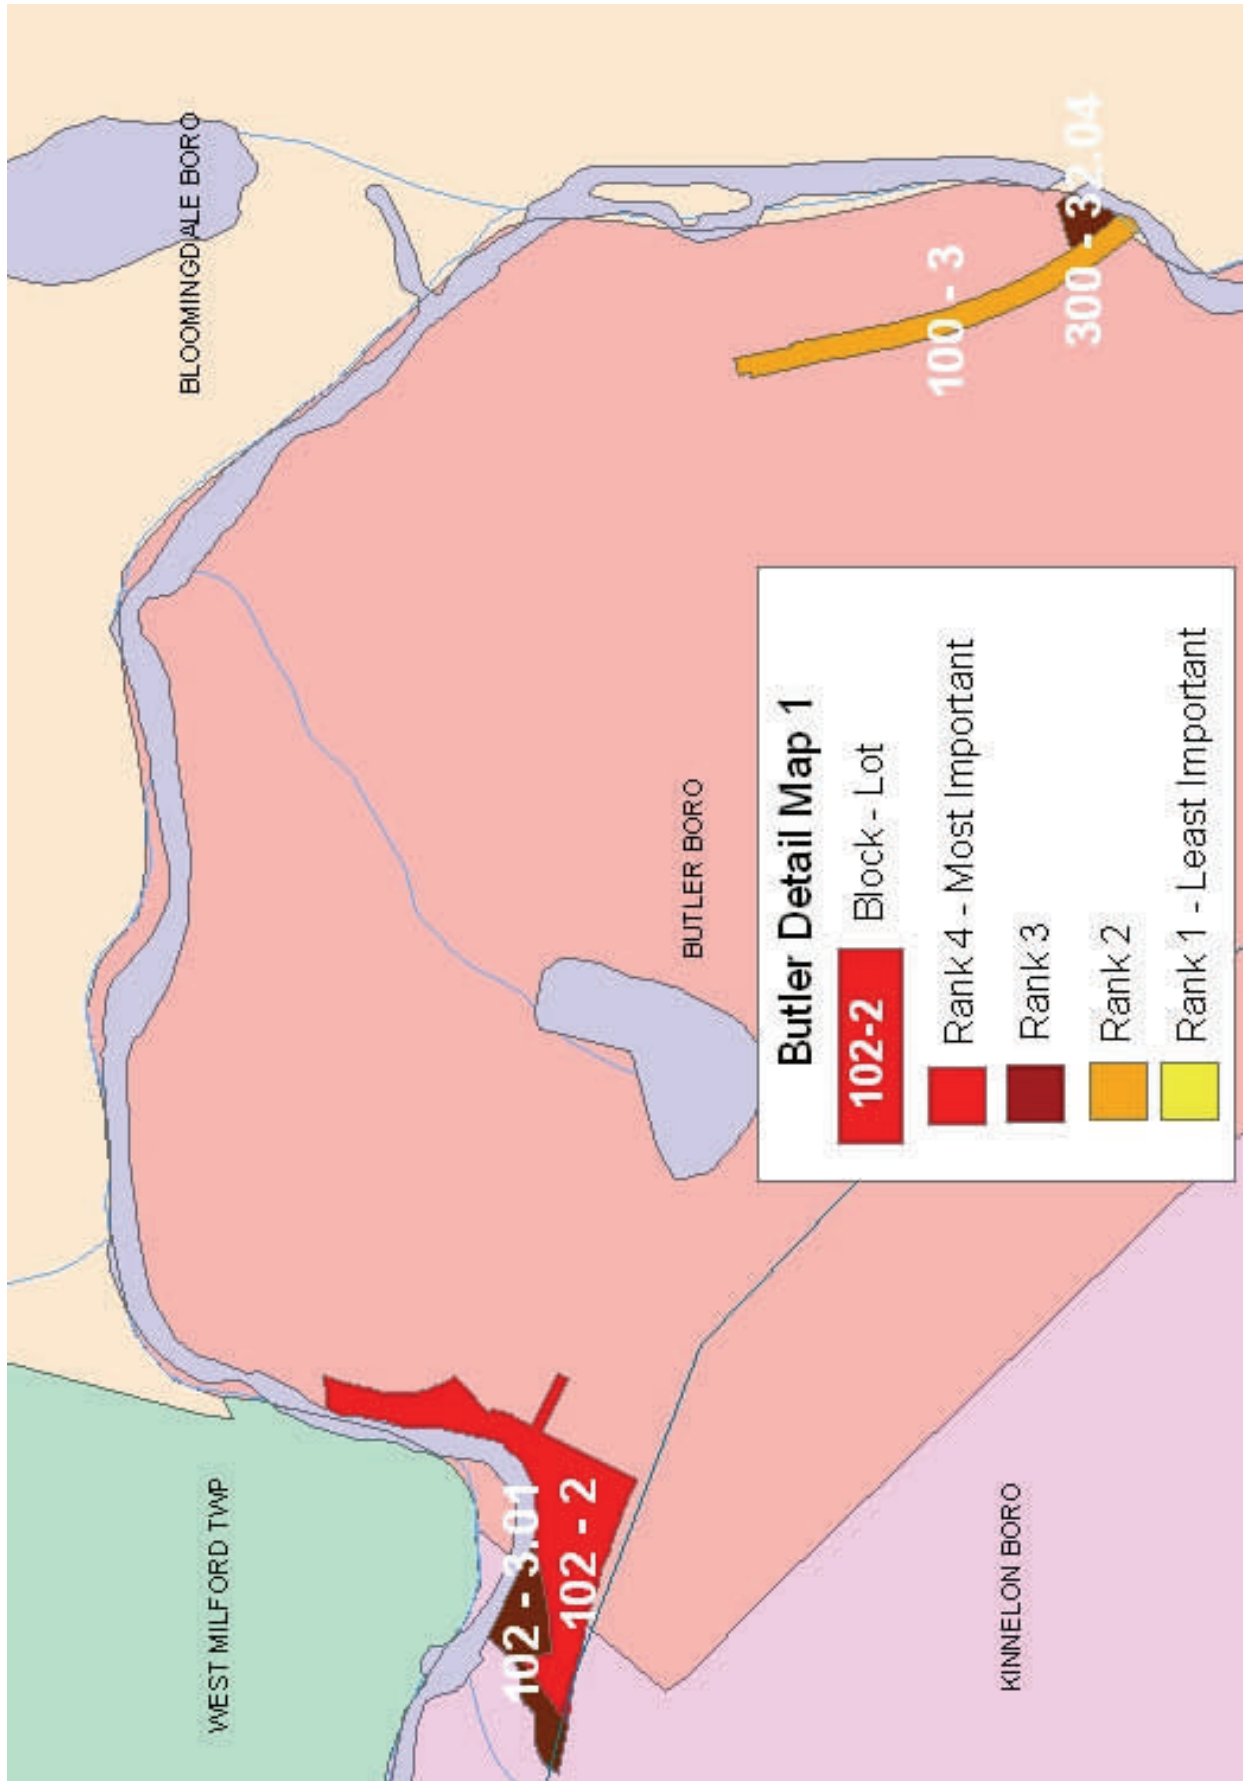 WEST MILFORD TWP
BLOOMINGDALE BORO
102 - 3.01
102 - 2
BUTLER BORO
100 - 3
300 - 32.04
KINNELON BORO
Butler Detail Map 1
102-2 Block - Lot
Rank 4 - Most Important
Rank 3
Rank 2
Rank 1 - Least Important